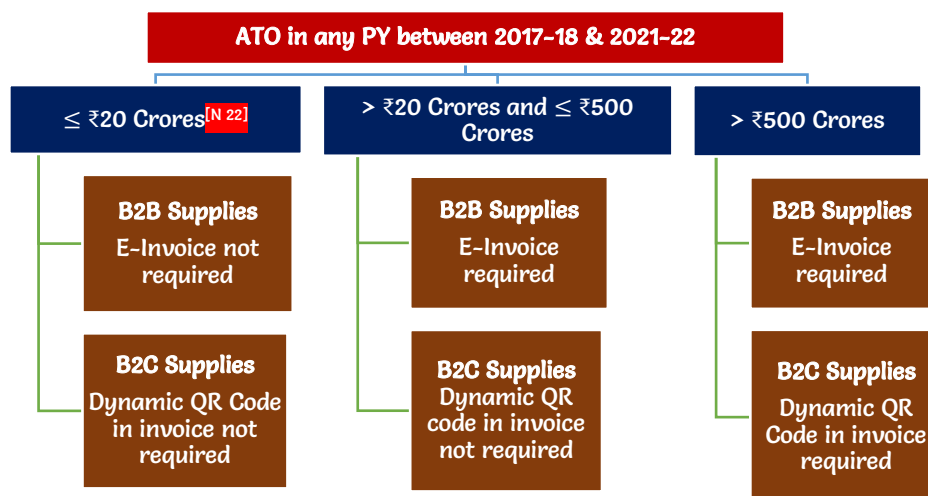 ATO in any PY between 2017-18 & 2021-22
≤ ₹20 Crores[N 22]
> ₹20 Crores and ≤ ₹500
Crores
> ₹500 Crores
B2B Supplies
E-Invoice not
required
B2C Supplies
Dynamic QR Code
in invoice not
required
B2B Supplies
E-Invoice
required
B2C Supplies
Dynamic QR
code in invoice
not required
B2B Supplies
E-Invoice
required
B2C Supplies
Dynamic QR
Code in invoice
required